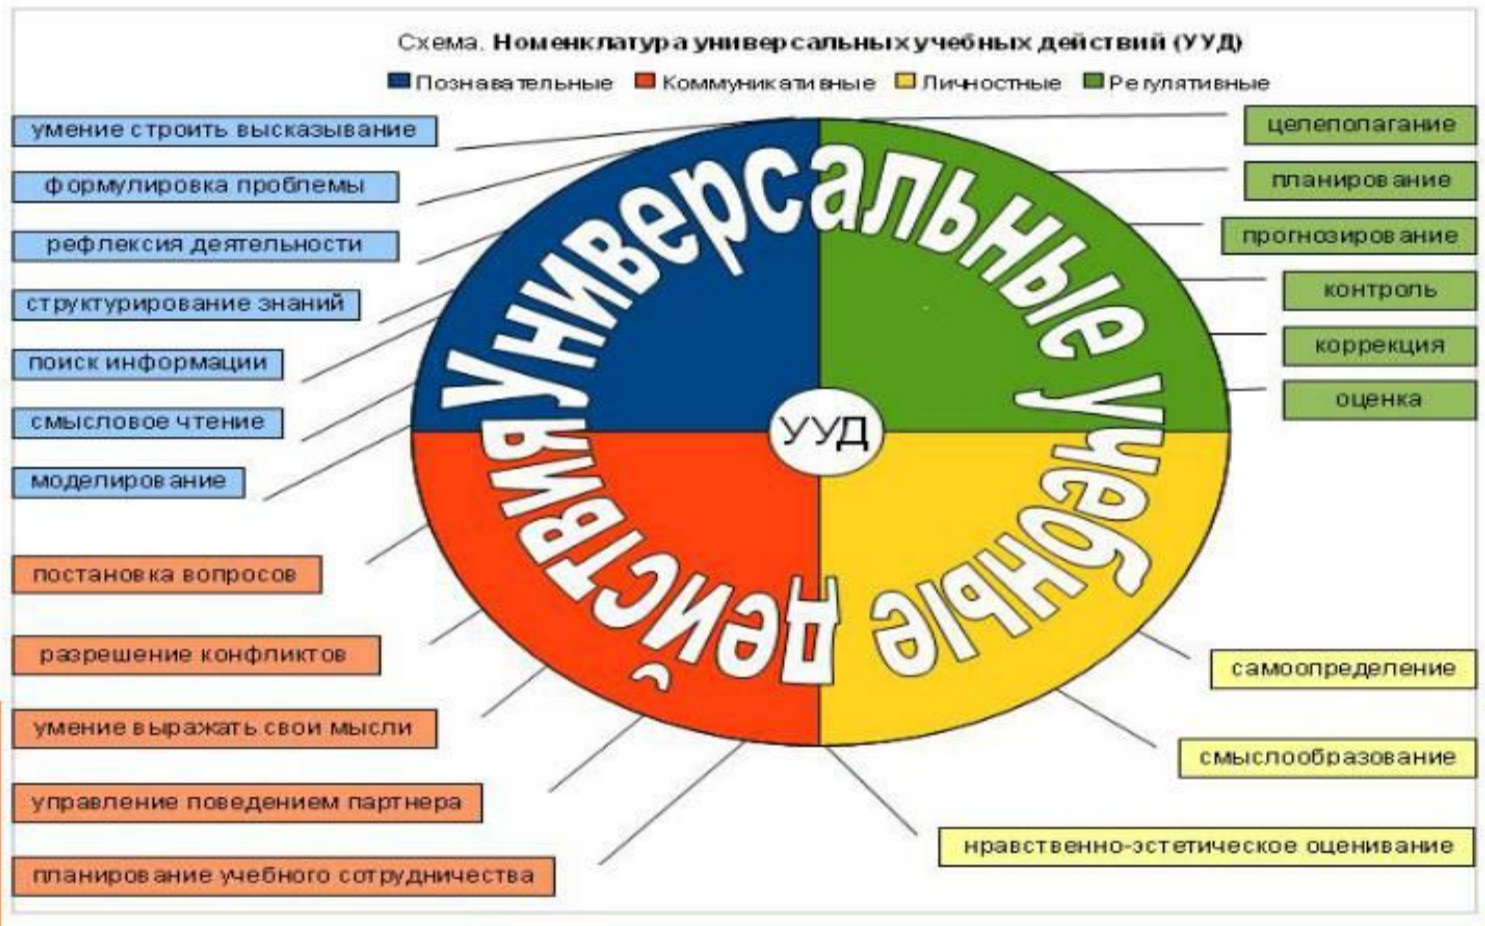 Схема. Номенклатура универсальных учебных действий (УУД)
Познавательные Коммуникативные Личностные Регулятивные
умение строить высказывание
формулировка проблемы
рефлексия деятельности
структурирование знаний
поиск информации
смысловое чтение
моделирование
постановка вопросов
разрешение конфликтов
умение выражать свои мысли
управление поведением партнера
планирование учебного сотрудничества
Универсальные учебные действия
УУД
целеполагание
планирование
прогнозирование
контроль
коррекция
оценка
самоопределение
смыслообразование
нравственно-эстетическое оценивание